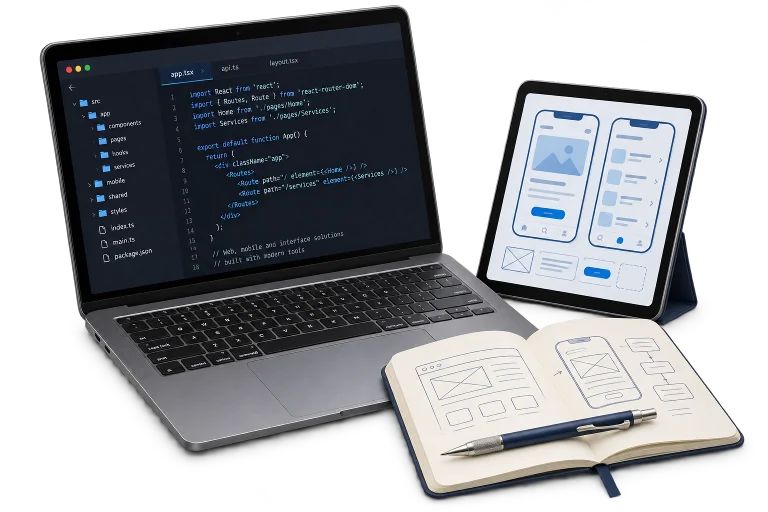 app.tsx
api.ts
layout.tsx
src
app
components
pages
hooks
services
mobile
shared
styles
index.ts
main.ts
package.json
1 import React from 'react';
2 import { Routes, Route } from 'react-router-dom';
3 import Home from './pages/Home';
4 import Services from './pages/Services';
6 export default function App() {
7 return (
8 <div className="app">
9 <Routes>
10 <Route path="/ element={<Home />} />
11 <Route path="/services" element={<Services />} />
12 </Routes>
13 </div>
14 );
15 }
17 // Web, mobile and interface solutions
18 // built with modern tools